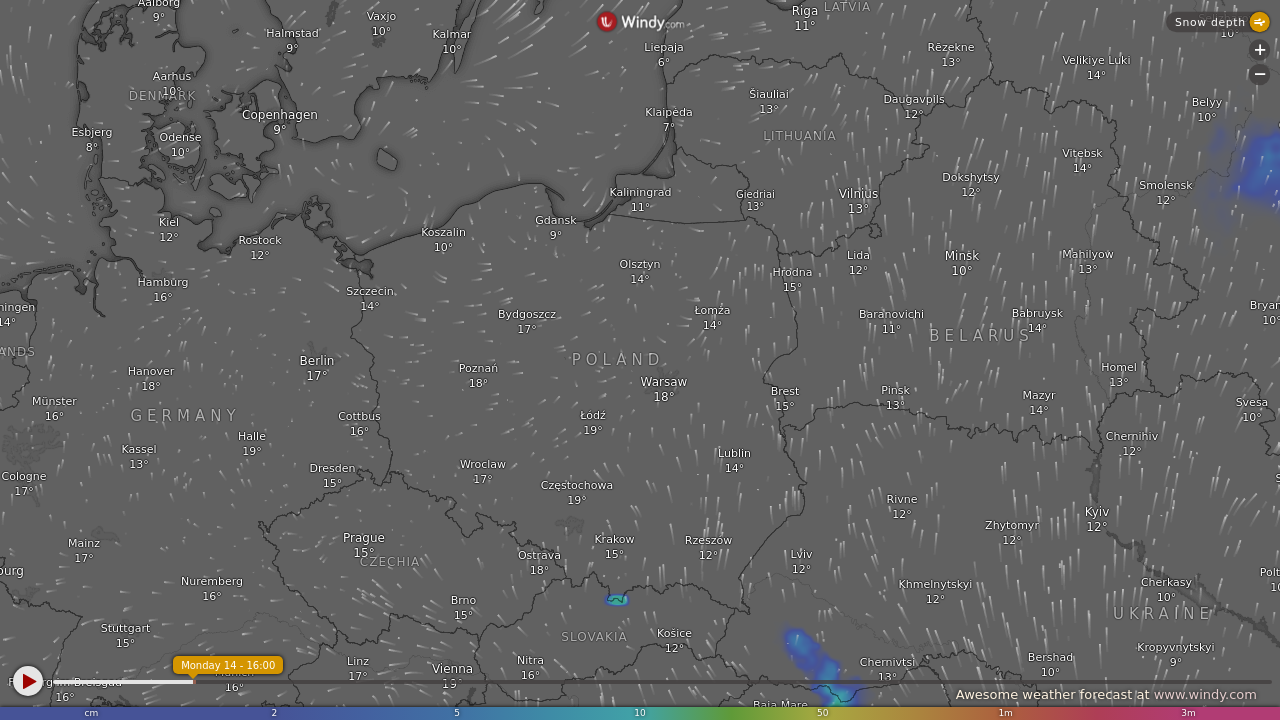 Aalborg
9°
Vaxjo
10°
Riga
11°
LATVIA
Windy.com
Snow depth
10°
Halmstad
9°
Kalmar
10°
Liepaja
6°
Rēzekne
13°
Velikiye Luki
14°
+
−
Aarhus
10°
DENMARK
Copenhagen
9°
Klaipėda
7°
Šiauliai
13°
Daugavpils
12°
Belyy
10°
Esbjerg
8°
Odense
10°
LITHUANIA
Vitebsk
14°
Kaliningrad
11°
Giedriai
13°
Vilnius
13°
Dokshytsy
12°
Smolensk
12°
Kiel
12°
Rostock
12°
Koszalin
10°
Gdansk
9°
Olsztyn
14°
Hrodna
15°
Lida
12°
Minsk
10°
Mahilyow
13°
Hamburg
16°
Szczecin
14°
Bydgoszcz
17°
Łomża
14°
Baranovichi
11°
Babruysk
14°
BELARUS
ningen
14°
ANDS
Berlin
17°
POLAND
Hanover
18°
Poznań
18°
Warsaw
18°
Brest
15°
Pinsk
13°
Homel
13°
Mazyr
14°
Svesa
10°
Münster
16°
GERMANY
Cottbus
16°
Łódź
19°
Halle
19°
Kassel
13°
Chernihiv
12°
Cologne
17°
Dresden
15°
Wroclaw
17°
Częstochowa
19°
Lublin
14°
Rivne
12°
Zhytomyr
12°
Kyiv
12°
Mainz
17°
Prague
15°
CZECHIA
Ostrava
18°
Krakow
15°
Rzeszow
12°
Lviv
12°
Khmelnytskyi
12°
Cherkasy
10°
UKRAINE
Nuremberg
16°
Brno
15°
Stuttgart
15°
SLOVAKIA
Košice
12°
Monday 14 - 16:00
Linz
17°
Vienna
19
Nitra
16°
Chernivtsi
13°
Bershad
10°
Kropyvnytskyi
9°
16°
16°
Baia Mare
Awesome weather forecast at www.windy.com
cm 2 5 10 50 1m 3m